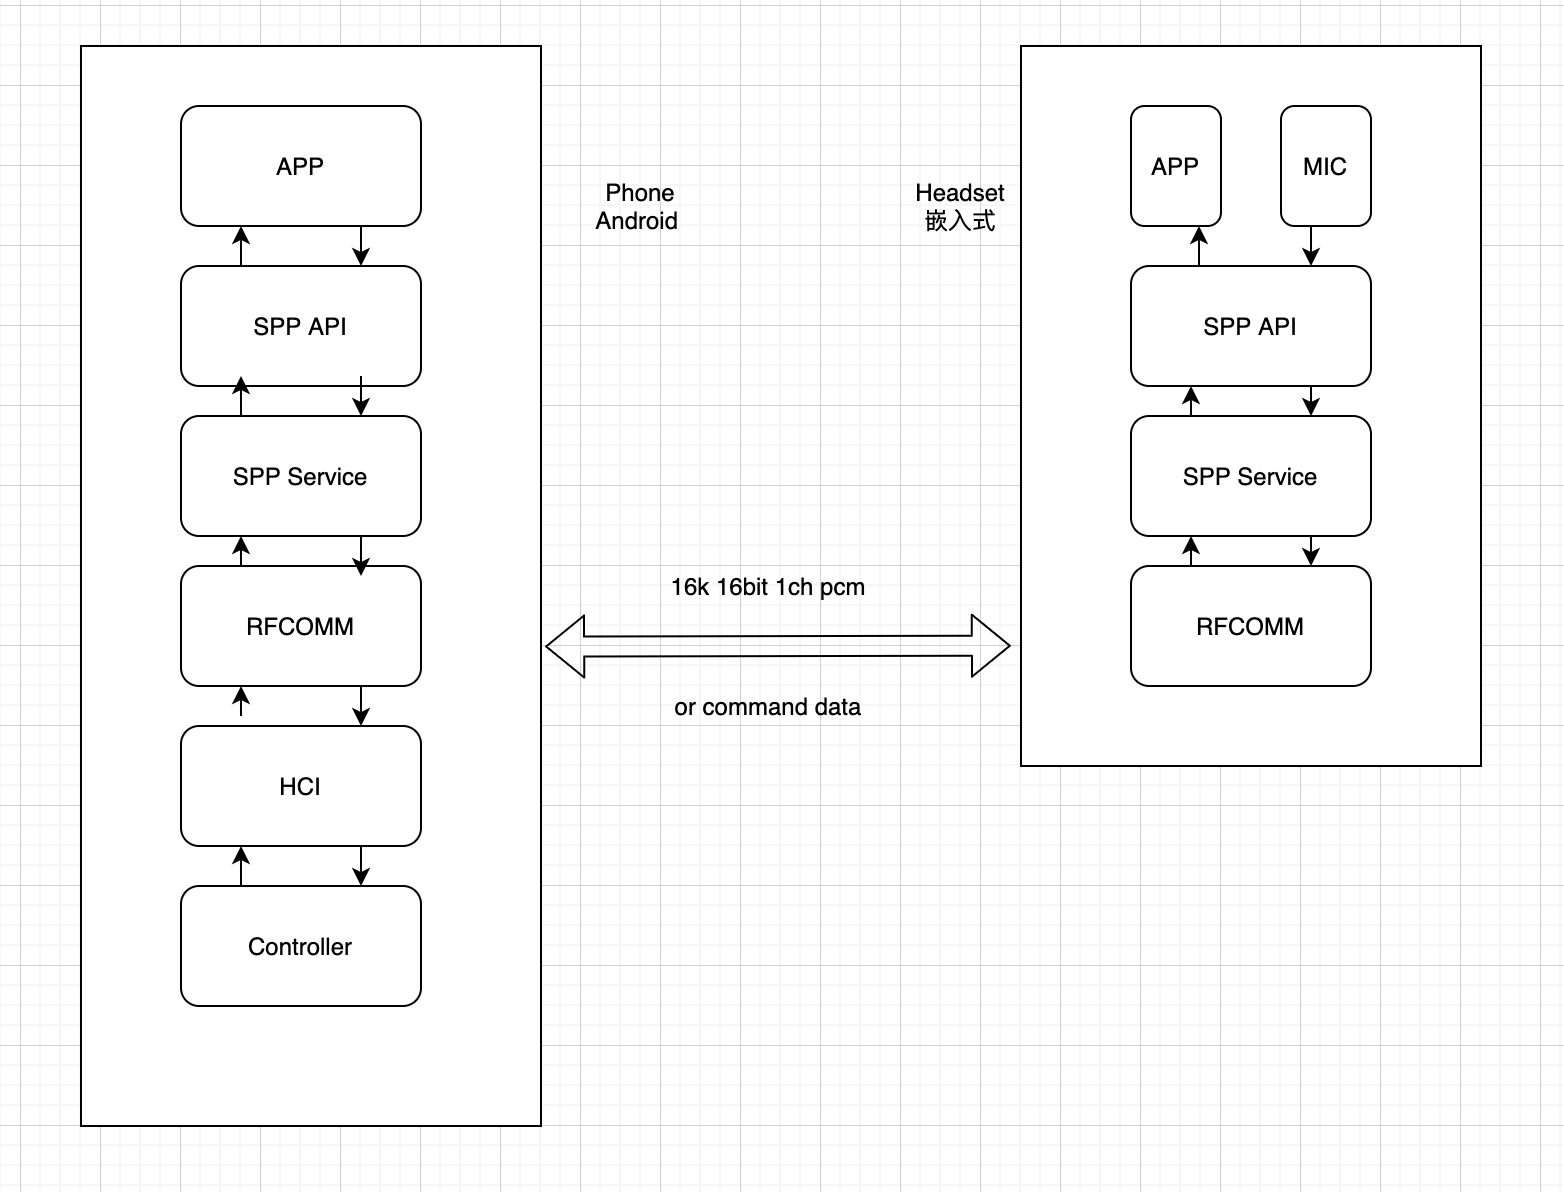 APP
SPP API
SPP Service
RFCOMM
HCI
Controller
Phone
Android
16k 16bit 1ch pcm
or command data
Headset
嵌入式
APP
MIC
SPP API
SPP Service
RFCOMM